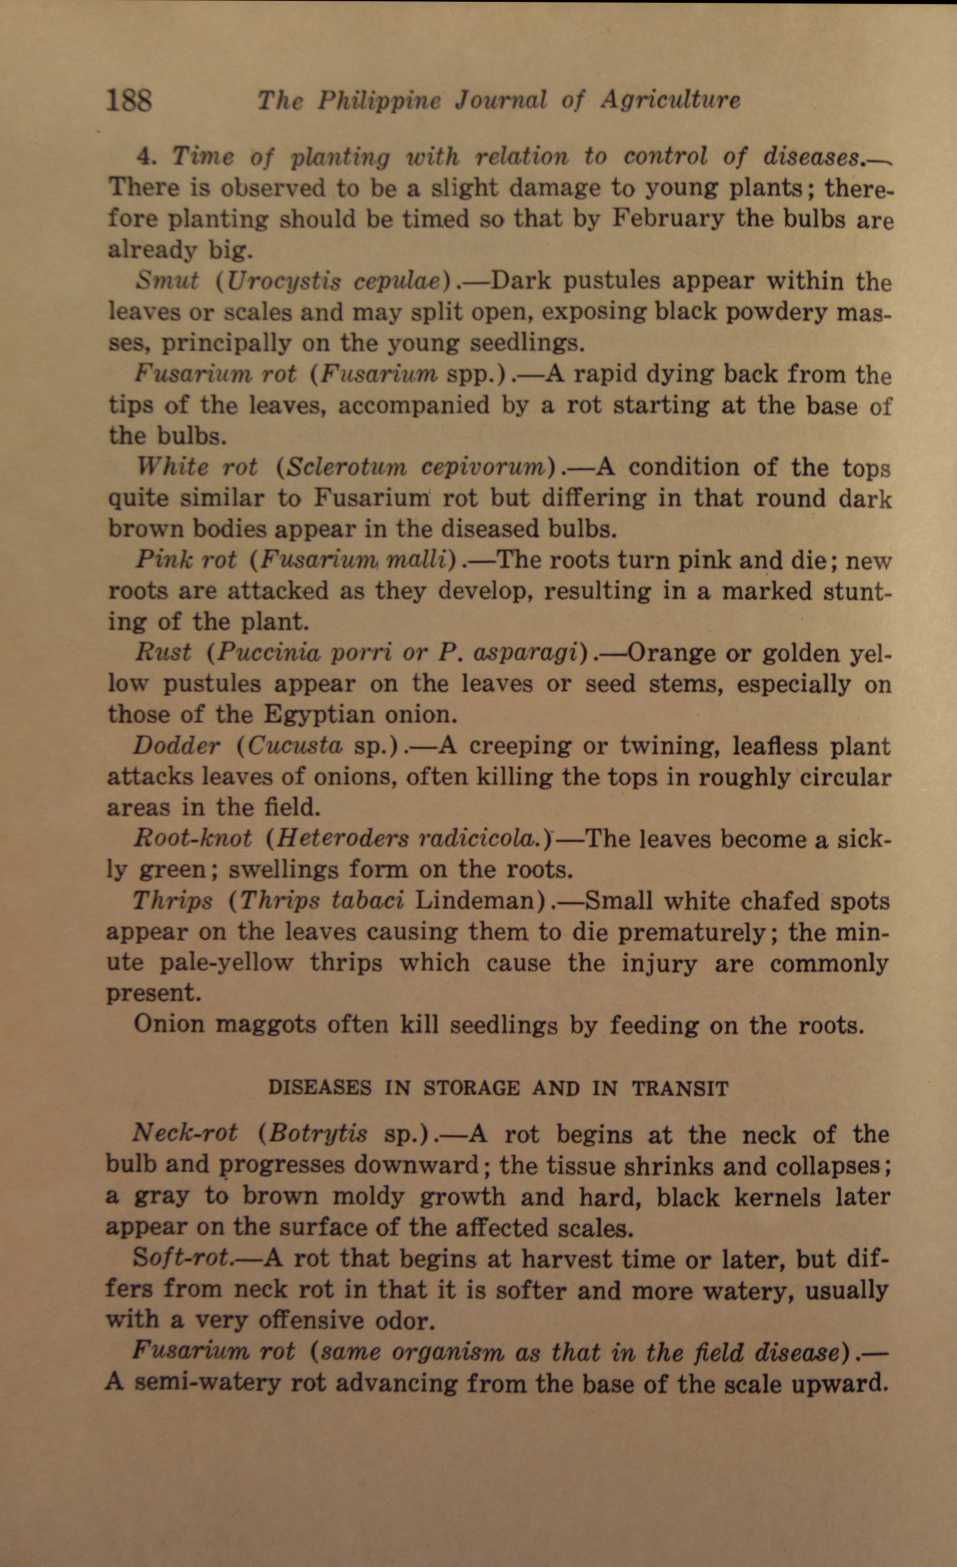 188 The Philippine Journal of Agriculture
4. Time of planting with relation to control of diseases.—
There is observed to be a slight damage to young plants; there-
fore planting should be timed so that by February the bulbs are
already big.
Smut (Urocystis cepulae).—Dark pustules appear within the
leaves or scales and may split open, exposing black powdery mas-
ses, principally on the young seedlings.
Fusarium rot (Fusarium spp.).—A rapid dying back from the
tips of the leaves, accompanied by a rot starting at the base of
the bulbs.
White rot (Sclerotum cepivorum).—A condition of the tops
quite similar to Fusarium rot but differing in that round dark
brown bodies appear in the diseased bulbs.
Pink rot (Fusarium malli).—The roots turn pink and die; new
roots are attacked as they develop, resulting in a marked stunt-
ing of the plant.
Rust (Puccinia porri or P. asparagi).—Orange or golden yel-
low pustules appear on the leaves or seed stems, especially on
those of the Egyptian onion.
Dodder (Cucusta sp.).—A creeping or twining, leafless plant
attacks leaves of onions, often killing the tops in roughly circular
areas in the field.
Root-knot (Heteroders radicicola.)—The leaves become a sick-
ly green; swellings form on the roots.
Thrips (Thrips tabaci Lindeman).—Small white chafed spots
appear on the leaves causing them to die prematurely; the min-
ute pale-yellow thrips which cause the injury are commonly
present.
Onion maggots often kill seedlings by feeding on the roots.
DISEASES IN STORAGE AND IN TRANSIT
Neck-rot (Botrytis sp.).—A rot begins at the neck of the
bulb and progresses downward; the tissue shrinks and collapses;
a gray to brown moldy growth and hard, black kernels later
appear on the surface of the affected scales.
Soft-rot.—A rot that begins at harvest time or later, but dif-
fers from neck rot in that it is softer and more watery, usually
with a very offensive odor.
Fusarium rot (same organism as that in the field disease).—
A semi-watery rot advancing from the base of the scale upward.